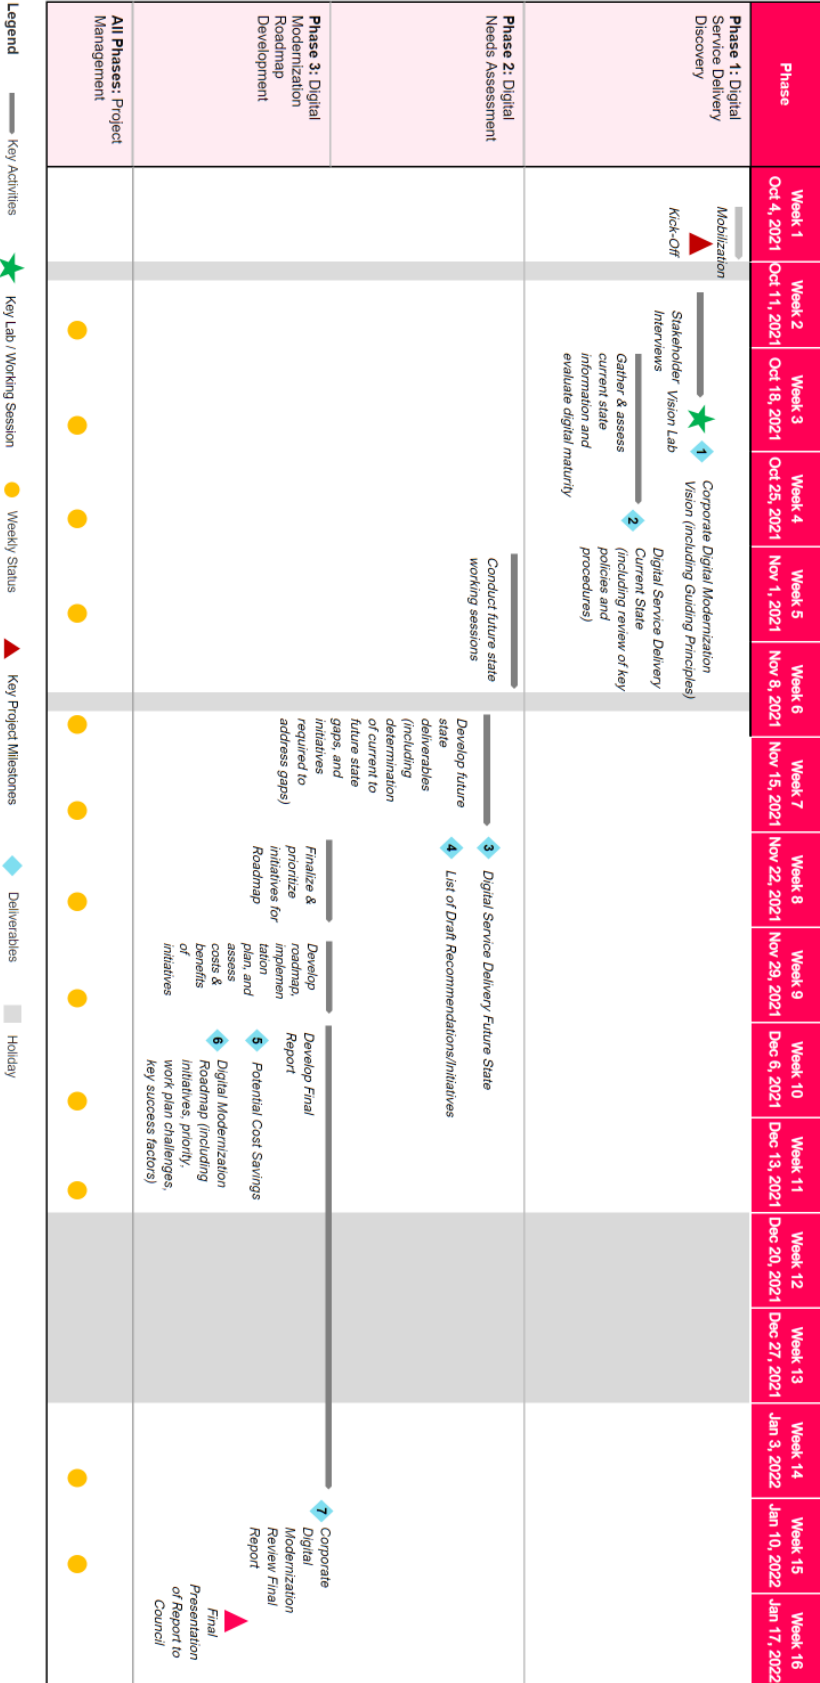 Phase
Week 1
Oct 4, 2021
Week 2
Oct 11, 2021
Week 3
Oct 18, 2021
Week 4
Oct 25, 2021
Week 5
Nov 1, 2021
Week 6
Nov 8, 2021
Week 7
Nov 15, 2021
Week 8
Nov 22, 2021
Week 9
Nov 29, 2021
Week 10
Dec 6, 2021
Week 11
Dec 13, 2021
Week 12
Dec 20, 2021
Week 13
Dec 27, 2021
Week 14
Jan 3, 2022
Week 15
Jan 10, 2022
Week 16
Jan 17, 2022
Phase 1: Digital
Service Delivery
Discovery
Mobilization
Kick-Off
Stakeholder
Interviews
Vision Lab
1
Corporate Digital Modernization
Vision (including Guiding Principles)
Gather & assess
current state
information and
evaluate digital maturity
2
Digital Service Delivery
Current State
(including review of key
policies and
procedures)
Phase 2: Digital
Needs Assessment
Conduct future state
working sessions
Develop future
state
deliverables
(including
determination
of current to
future state
gaps, and
initiatives
required to
address gaps)
3
Digital Service Delivery Future State
4
List of Draft Recommendations/Initiatives
Phase 3: Digital
Modernization
Roadmap
Development
Finalize &
prioritize
initiatives for
Roadmap
Develop
roadmap,
implemen
tation
plan, and
assess
costs &
benefits
of
initiatives
Develop Final
Report
5
Potential Cost Savings
6
Digital Modernization
Roadmap (including
initiatives, priority,
work plan challenges,
key success factors)
7
Corporate
Digital
Modernization
Review Final
Report
Final
Presentation
of Report to
Council
All Phases: Project
Management
Legend
Key Activities
Key Lab / Working Session
Weekly Status
Key Project Milestones
Deliverables
Holiday